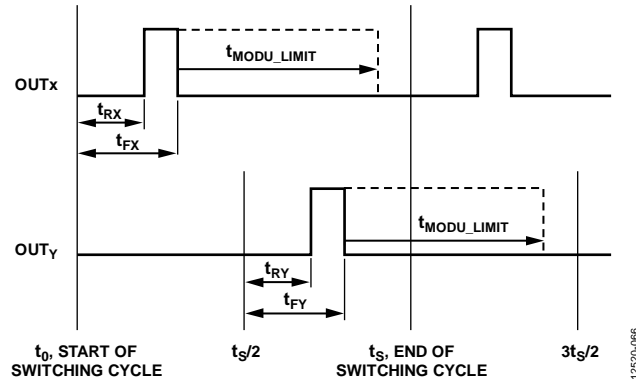 OUTx
tMODU_LIMIT
tRX
tFX
OUTY
tMODU_LIMIT
tRY
tFY
t0, START OF
SWITCHING CYCLE
tS/2
tS, END OF
SWITCHING CYCLE
3tS/2
12520-066